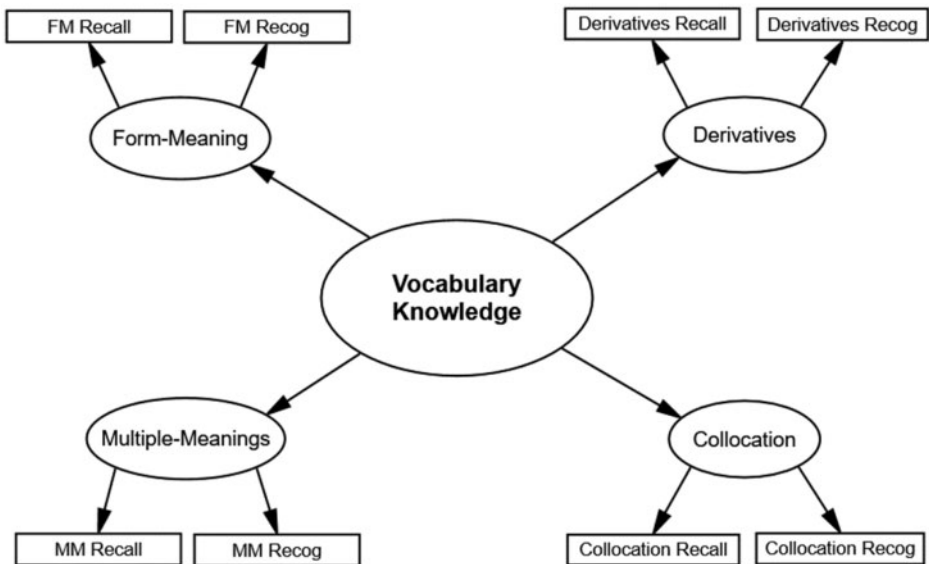 FM Recall
FM Recog
Derivatives Recall
Derivatives Recog
Form-Meaning
Derivatives
Vocabulary
Knowledge
Multiple-Meanings
Collocation
MM Recall
MM Recog
Collocation Recall
Collocation Recog